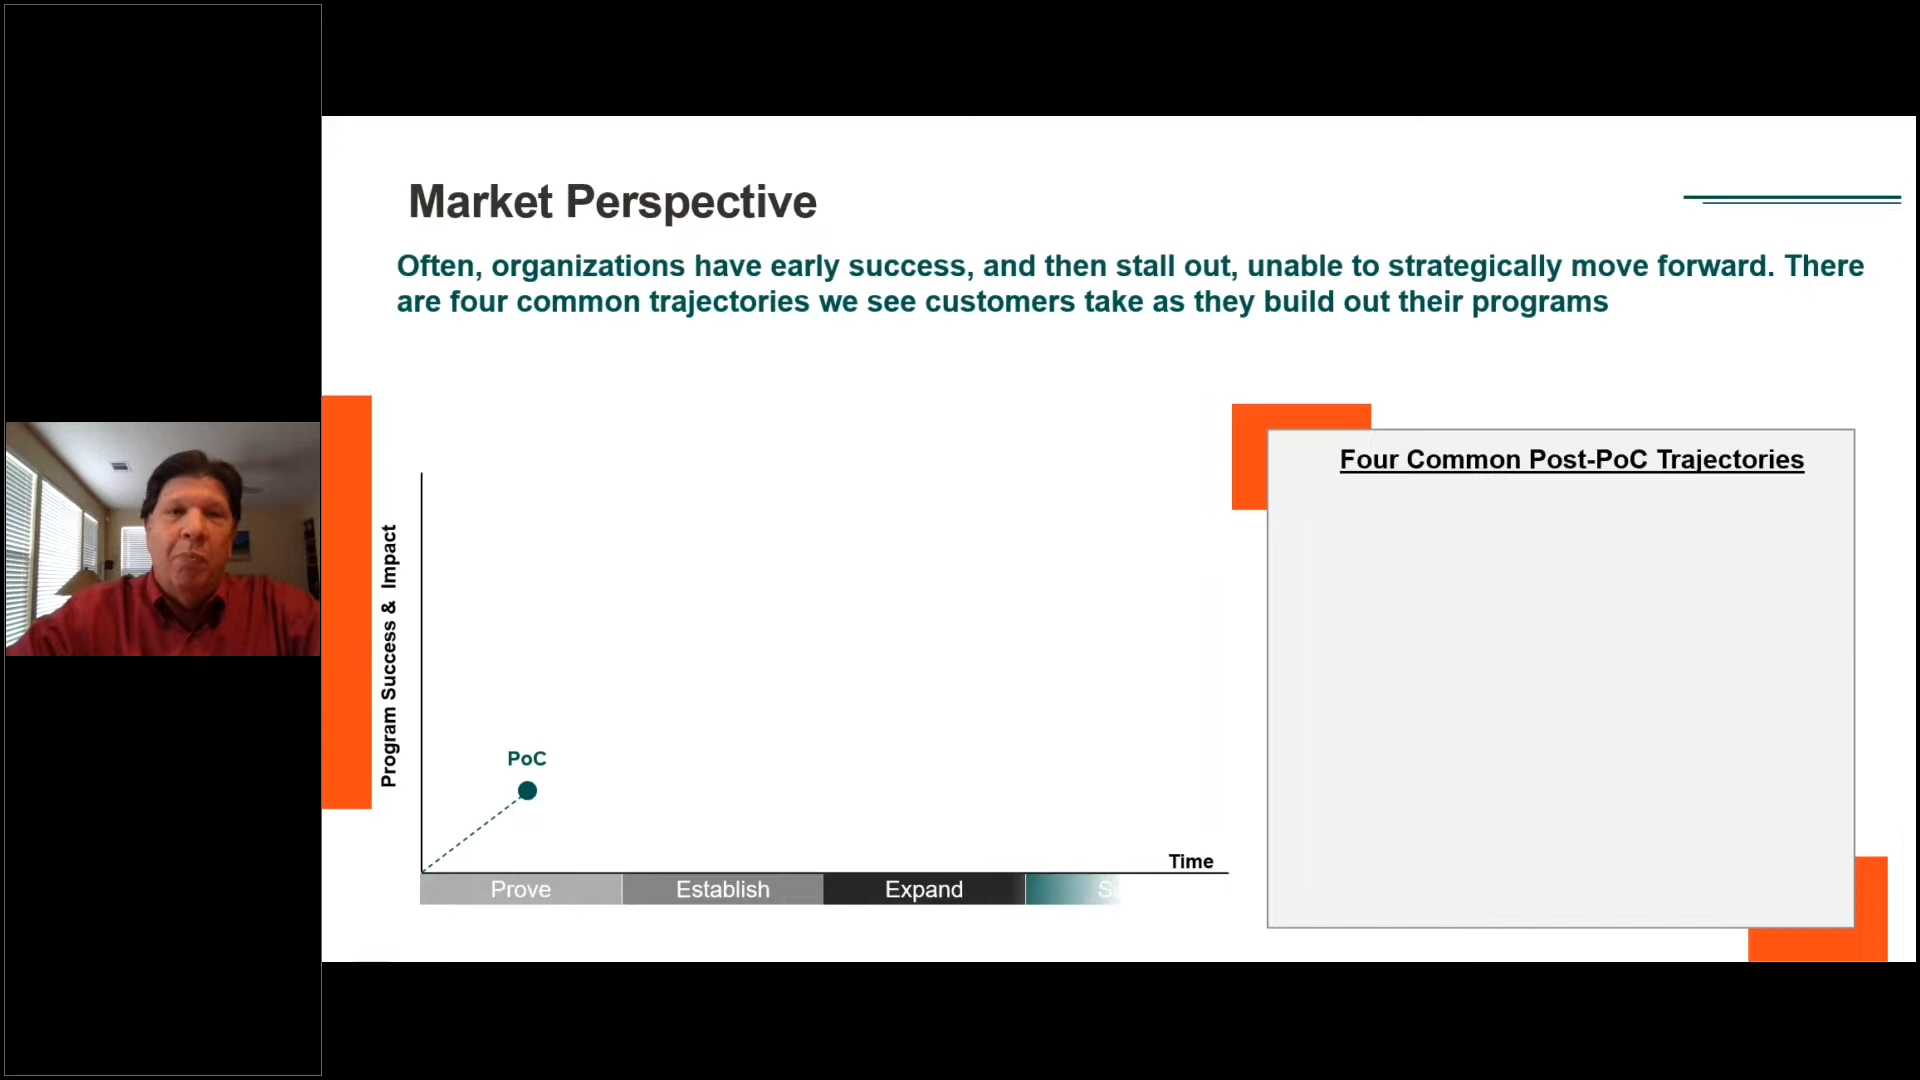 Market Perspective
Often, organizations have early success, and then stall out, unable to strategically move forward. There
are four common trajectories we see customers take as they build out their programs
Program Success & Impact
PoC
Time
Prove
Establish
Expand
Four Common Post-PoC Trajectories